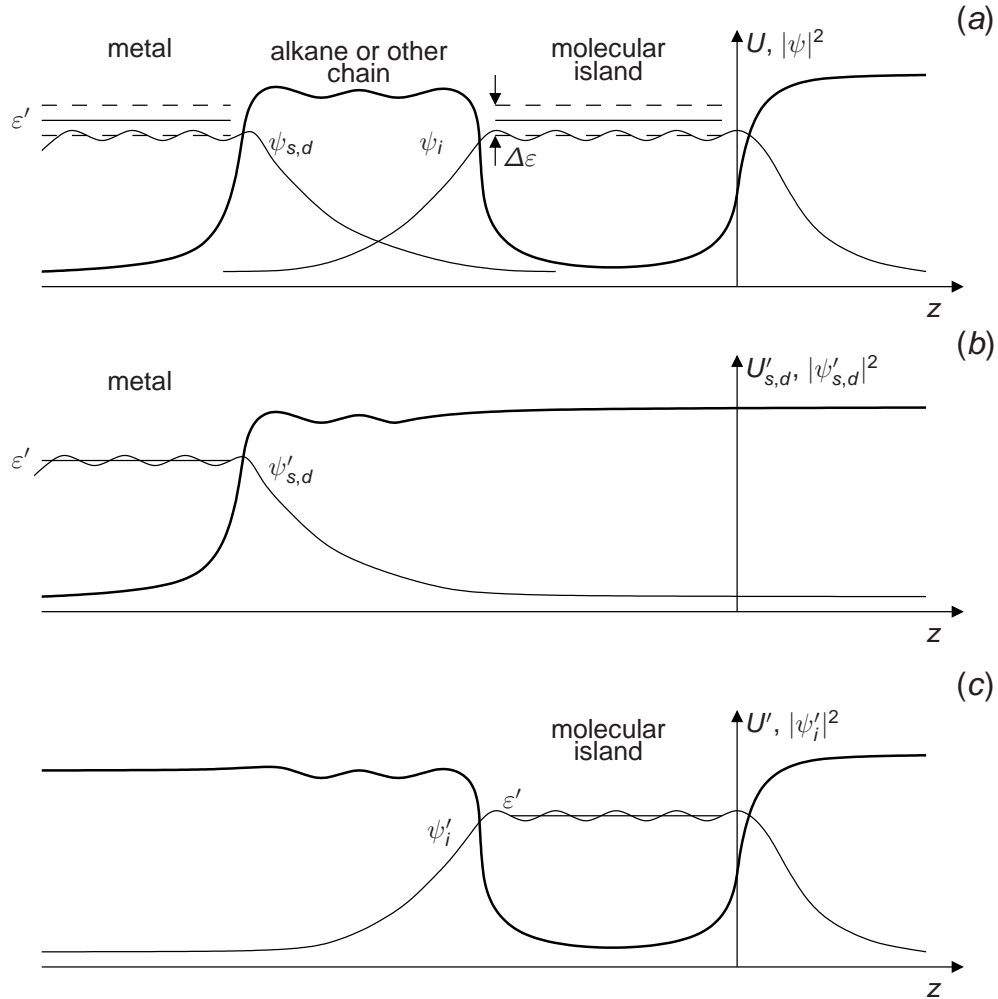 (a)
metal
alkane or other
chain
molecular
island
U, |ψ|²
ε′
ψs,d
ψi
Δε
z
(b)
metal
U′s,d, |ψ′s,d|²
ε′
ψ′s,d
z
(c)
molecular
island
U′, |ψ′i|²
ε′
ψ′i
z